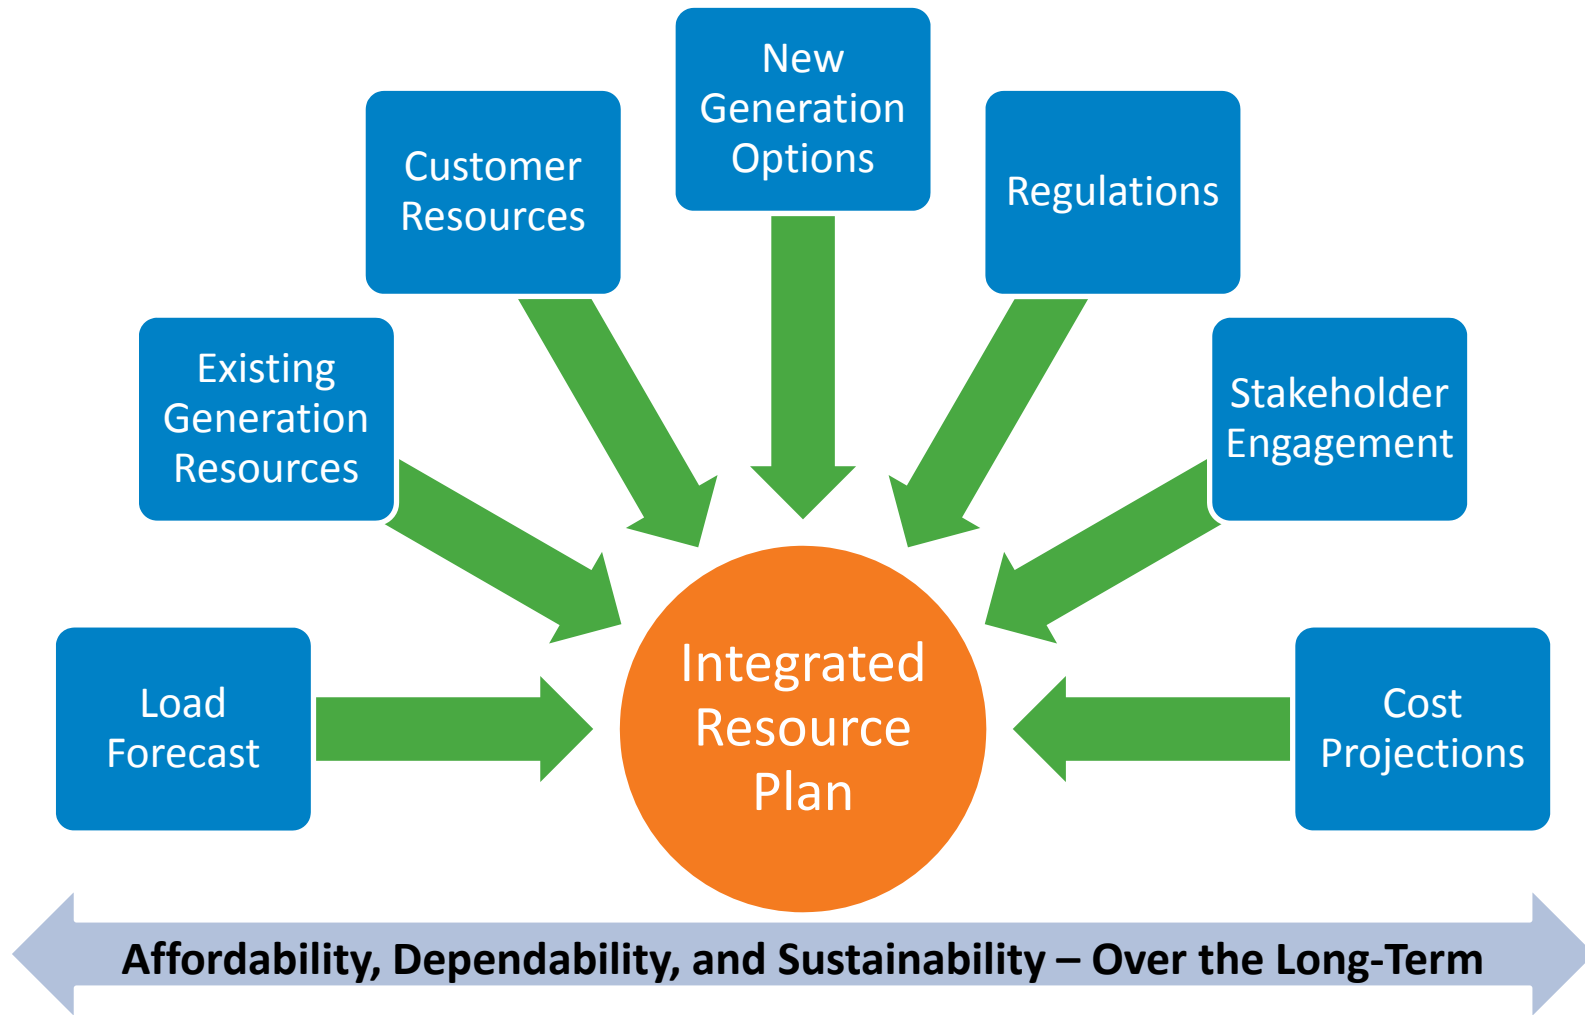 New
Generation
Options
Customer
Resources
Regulations
Existing
Generation
Resources
Stakeholder
Engagement
Integrated
Resource
Plan
Load
Forecast
Cost
Projections
Affordability, Dependability, and Sustainability – Over the Long-Term